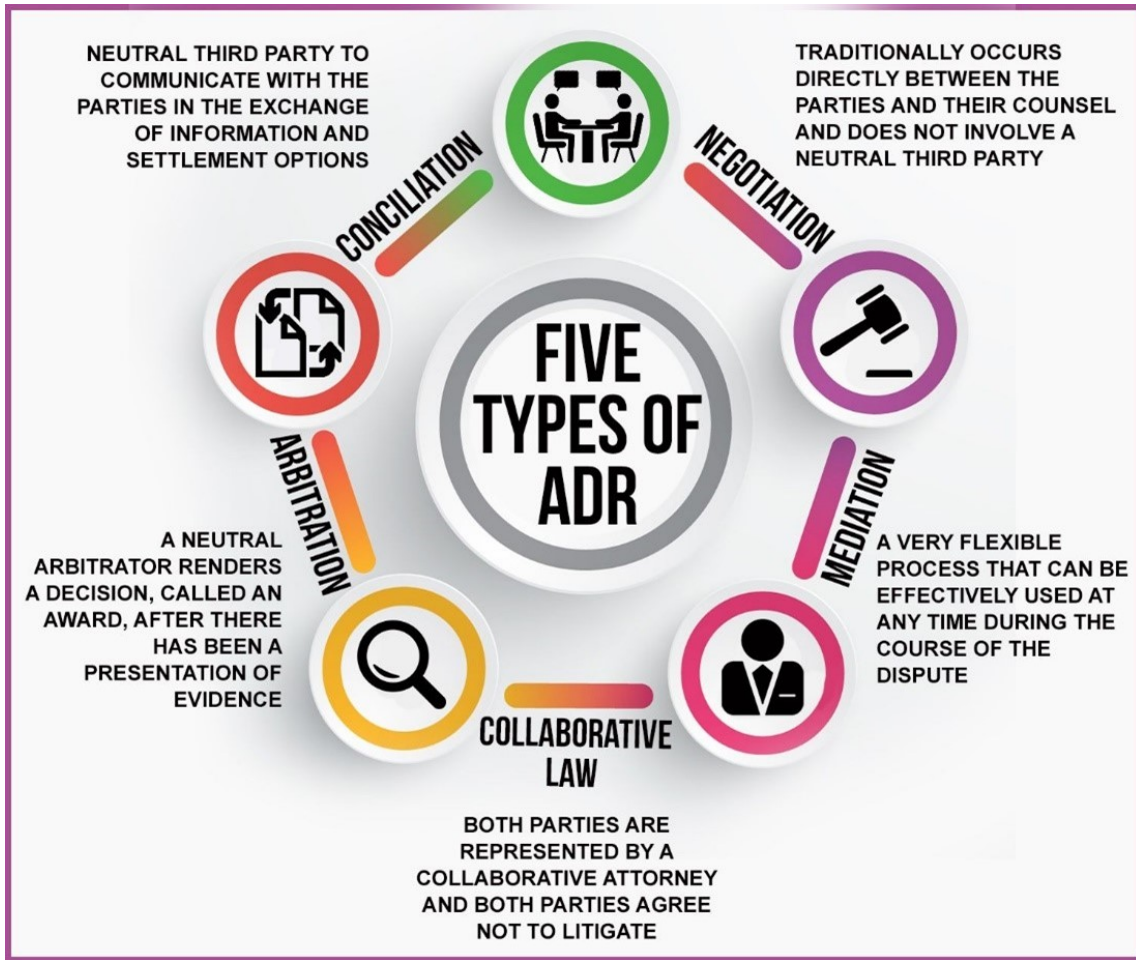 FIVE
TYPES OF
ADR
NEGOTIATION
TRADITIONALLY OCCURS
DIRECTLY BETWEEN THE
PARTIES AND THEIR COUNSEL
AND DOES NOT INVOLVE A
NEUTRAL THIRD PARTY
MEDIATION
A VERY FLEXIBLE
PROCESS THAT CAN BE
EFFECTIVELY USED AT
ANY TIME DURING THE
COURSE OF THE
DISPUTE
COLLABORATIVE
LAW
BOTH PARTIES ARE
REPRESENTED BY A
COLLABORATIVE ATTORNEY
AND BOTH PARTIES AGREE
NOT TO LITIGATE
ARBITRATION
A NEUTRAL
ARBITRATOR RENDERS
A DECISION, CALLED AN
AWARD, AFTER THERE
HAS BEEN A
PRESENTATION OF
EVIDENCE
CONCILIATION
NEUTRAL THIRD PARTY TO
COMMUNICATE WITH THE
PARTIES IN THE EXCHANGE
OF INFORMATION AND
SETTLEMENT OPTIONS